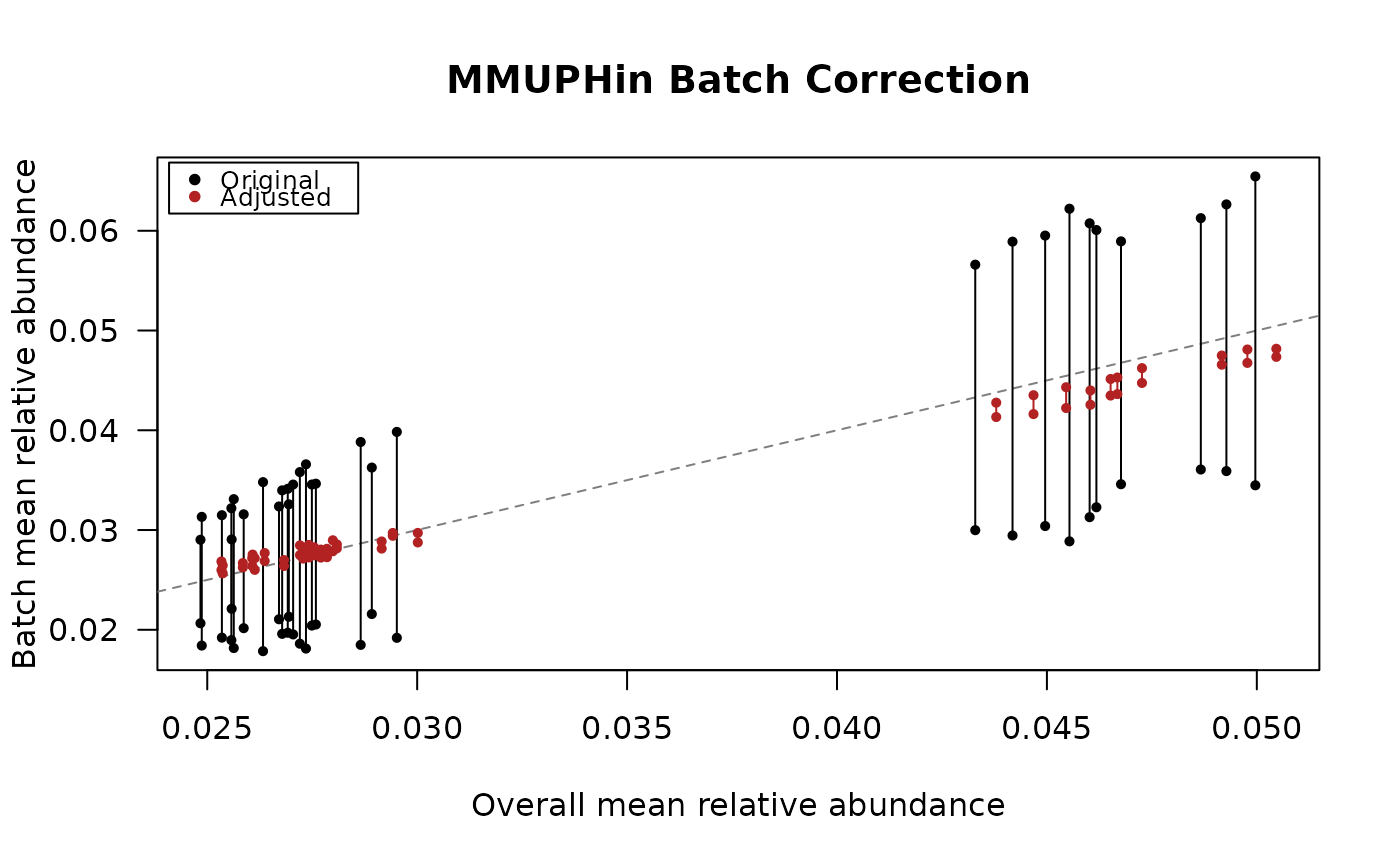 MMUPHin Batch Correction
Original
Adjusted
Batch mean relative abundance
0.06
0.05
0.04
0.03
0.02
0.025 0.030 0.035 0.040 0.045 0.050
Overall mean relative abundance